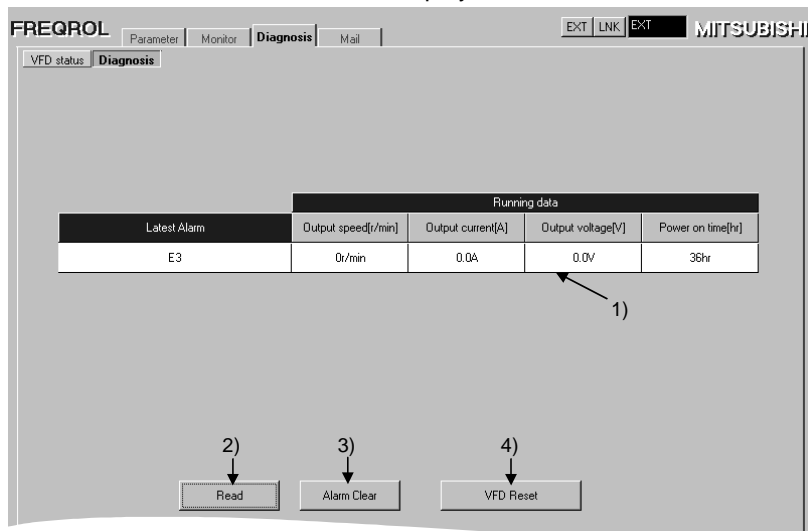 FREQROL Parameter Monitor Diagnosis Mail EXT LNK EXT MITSUBISHI
VFD status Diagnosis
Running data
Latest Alarm Output speed[r/min] Output current[A] Output voltage[V] Power on time[hr]
E3 0r/min 0.0A 0.0V 36hr
1)
2) 3) 4)
Read Alarm Clear VFD Reset